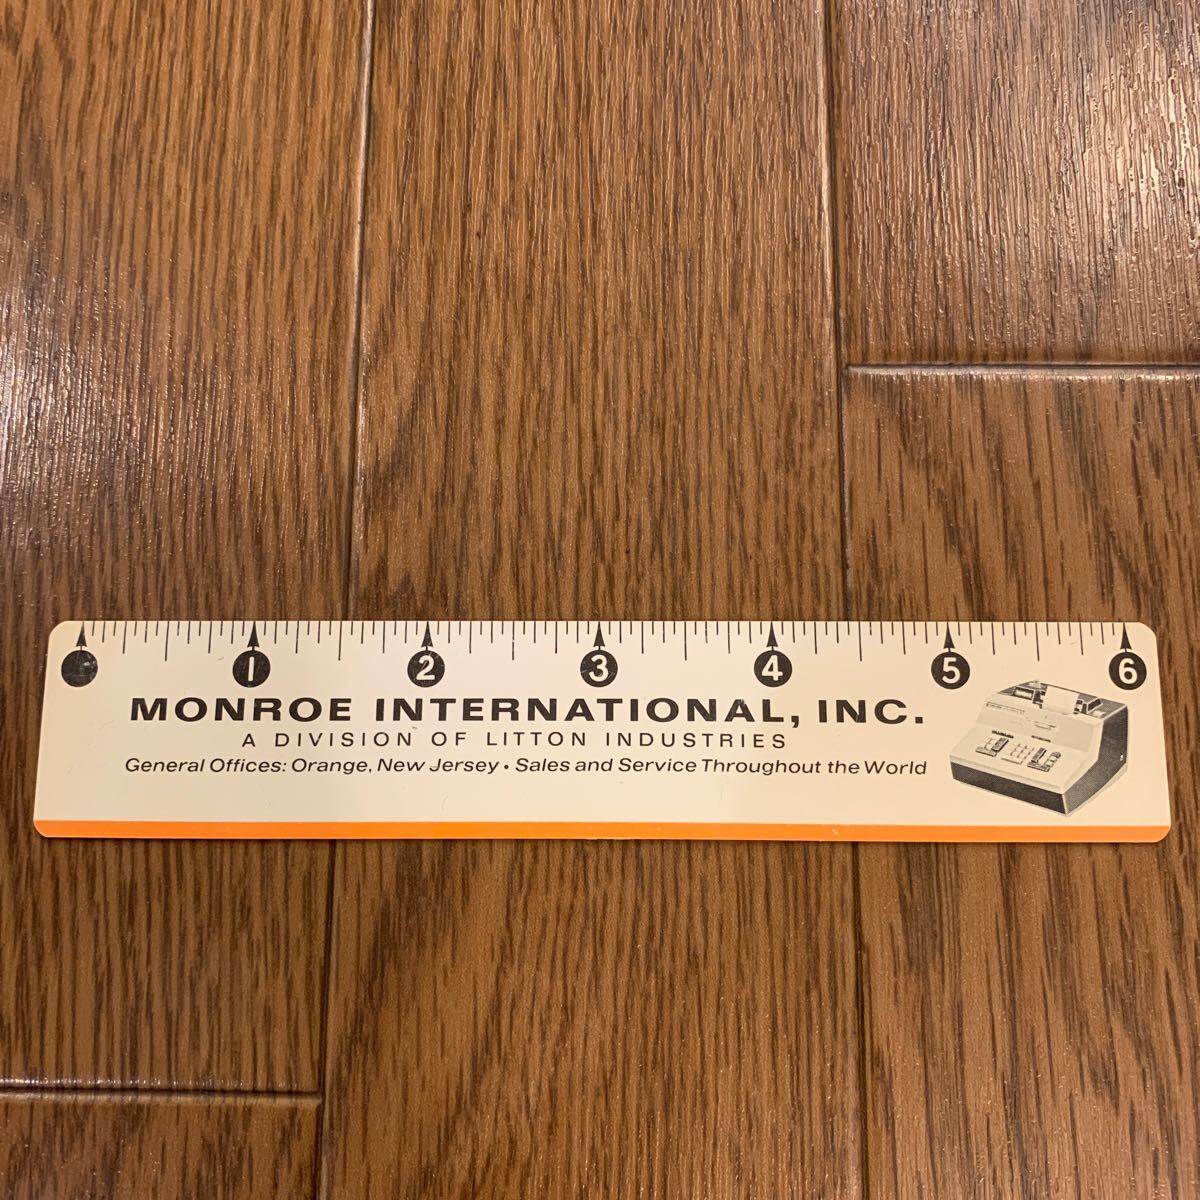 1 2 3 4 5 6
MONROE INTERNATIONAL, INC.
A DIVISION OF LITTON INDUSTRIES
General Offices: Orange, New Jersey • Sales and Service Throughout the World